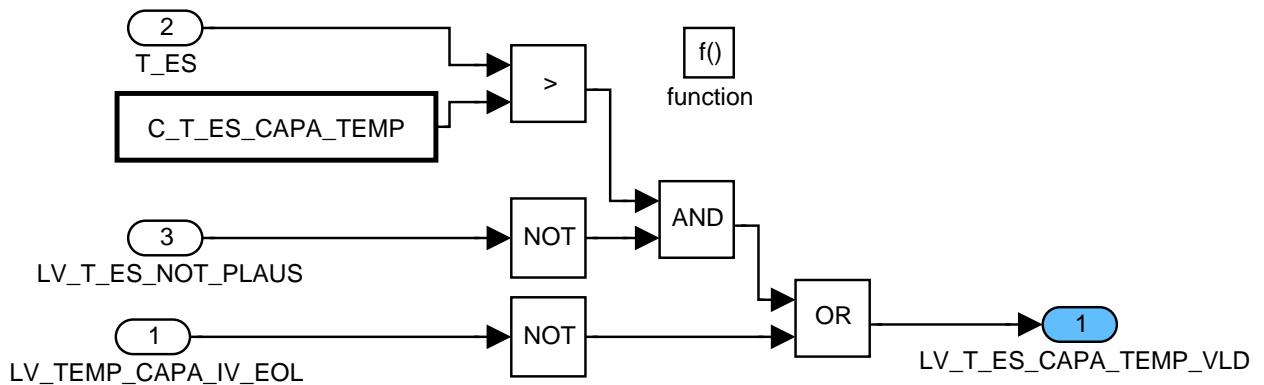 2
T_ES
f()
function
>
C_T_ES_CAPA_TEMP
AND
3
LV_T_ES_NOT_PLAUS
NOT
OR
1
LV_TEMP_CAPA_IV_EOL
NOT
1
LV_T_ES_CAPA_TEMP_VLD